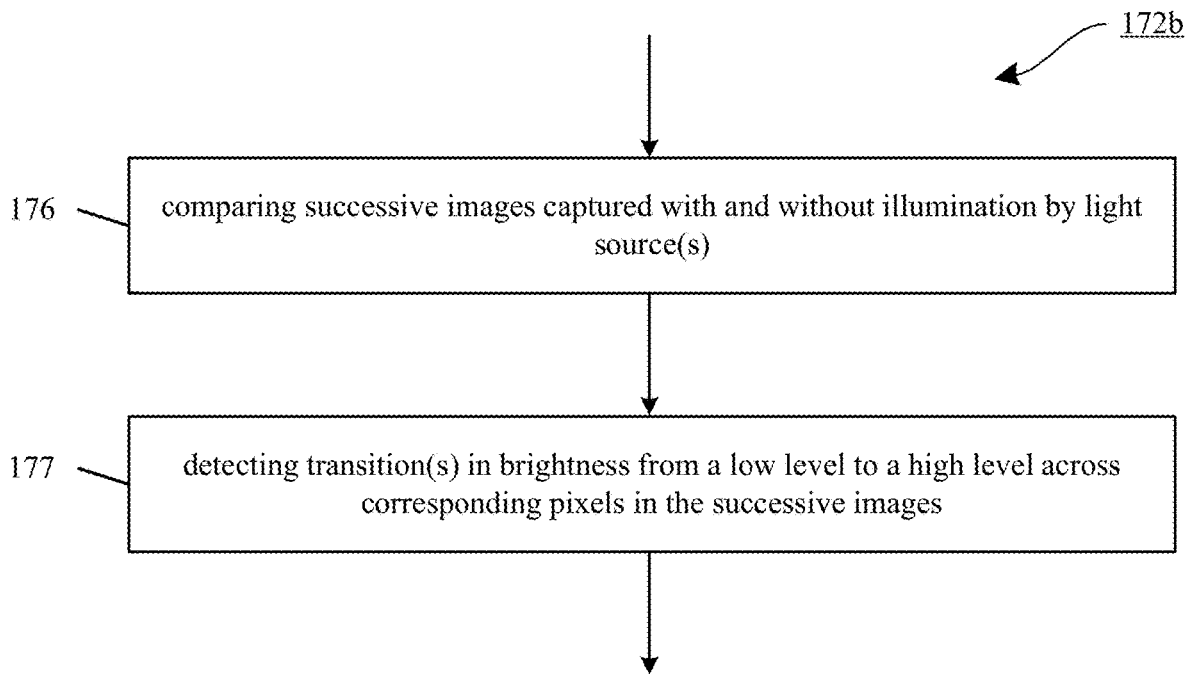 172b
176
comparing successive images captured with and without illumination by light
source(s)
177
detecting transition(s) in brightness from a low level to a high level across
corresponding pixels in the successive images